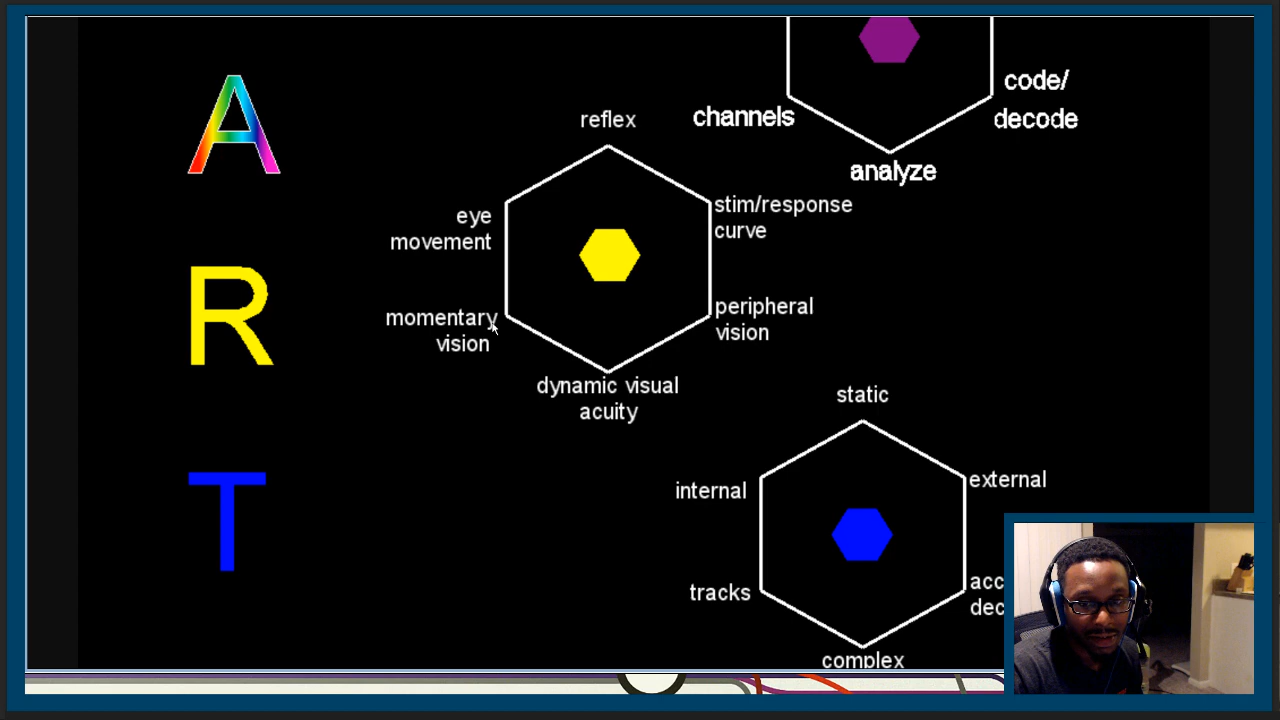 A
R
T
channels
code/
decode
analyze
reflex
eye
movement
stim/response
curve
momentary
vision
peripheral
vision
dynamic visual
acuity
static
internal
external
tracks
complex